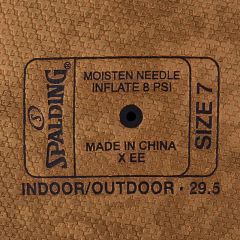 MOISTEN NEEDLE
INFLATE 8 PSI
S
SPALDING
SIZE 7
MADE IN CHINA
X EE
INDOOR/OUTDOOR · 29.5